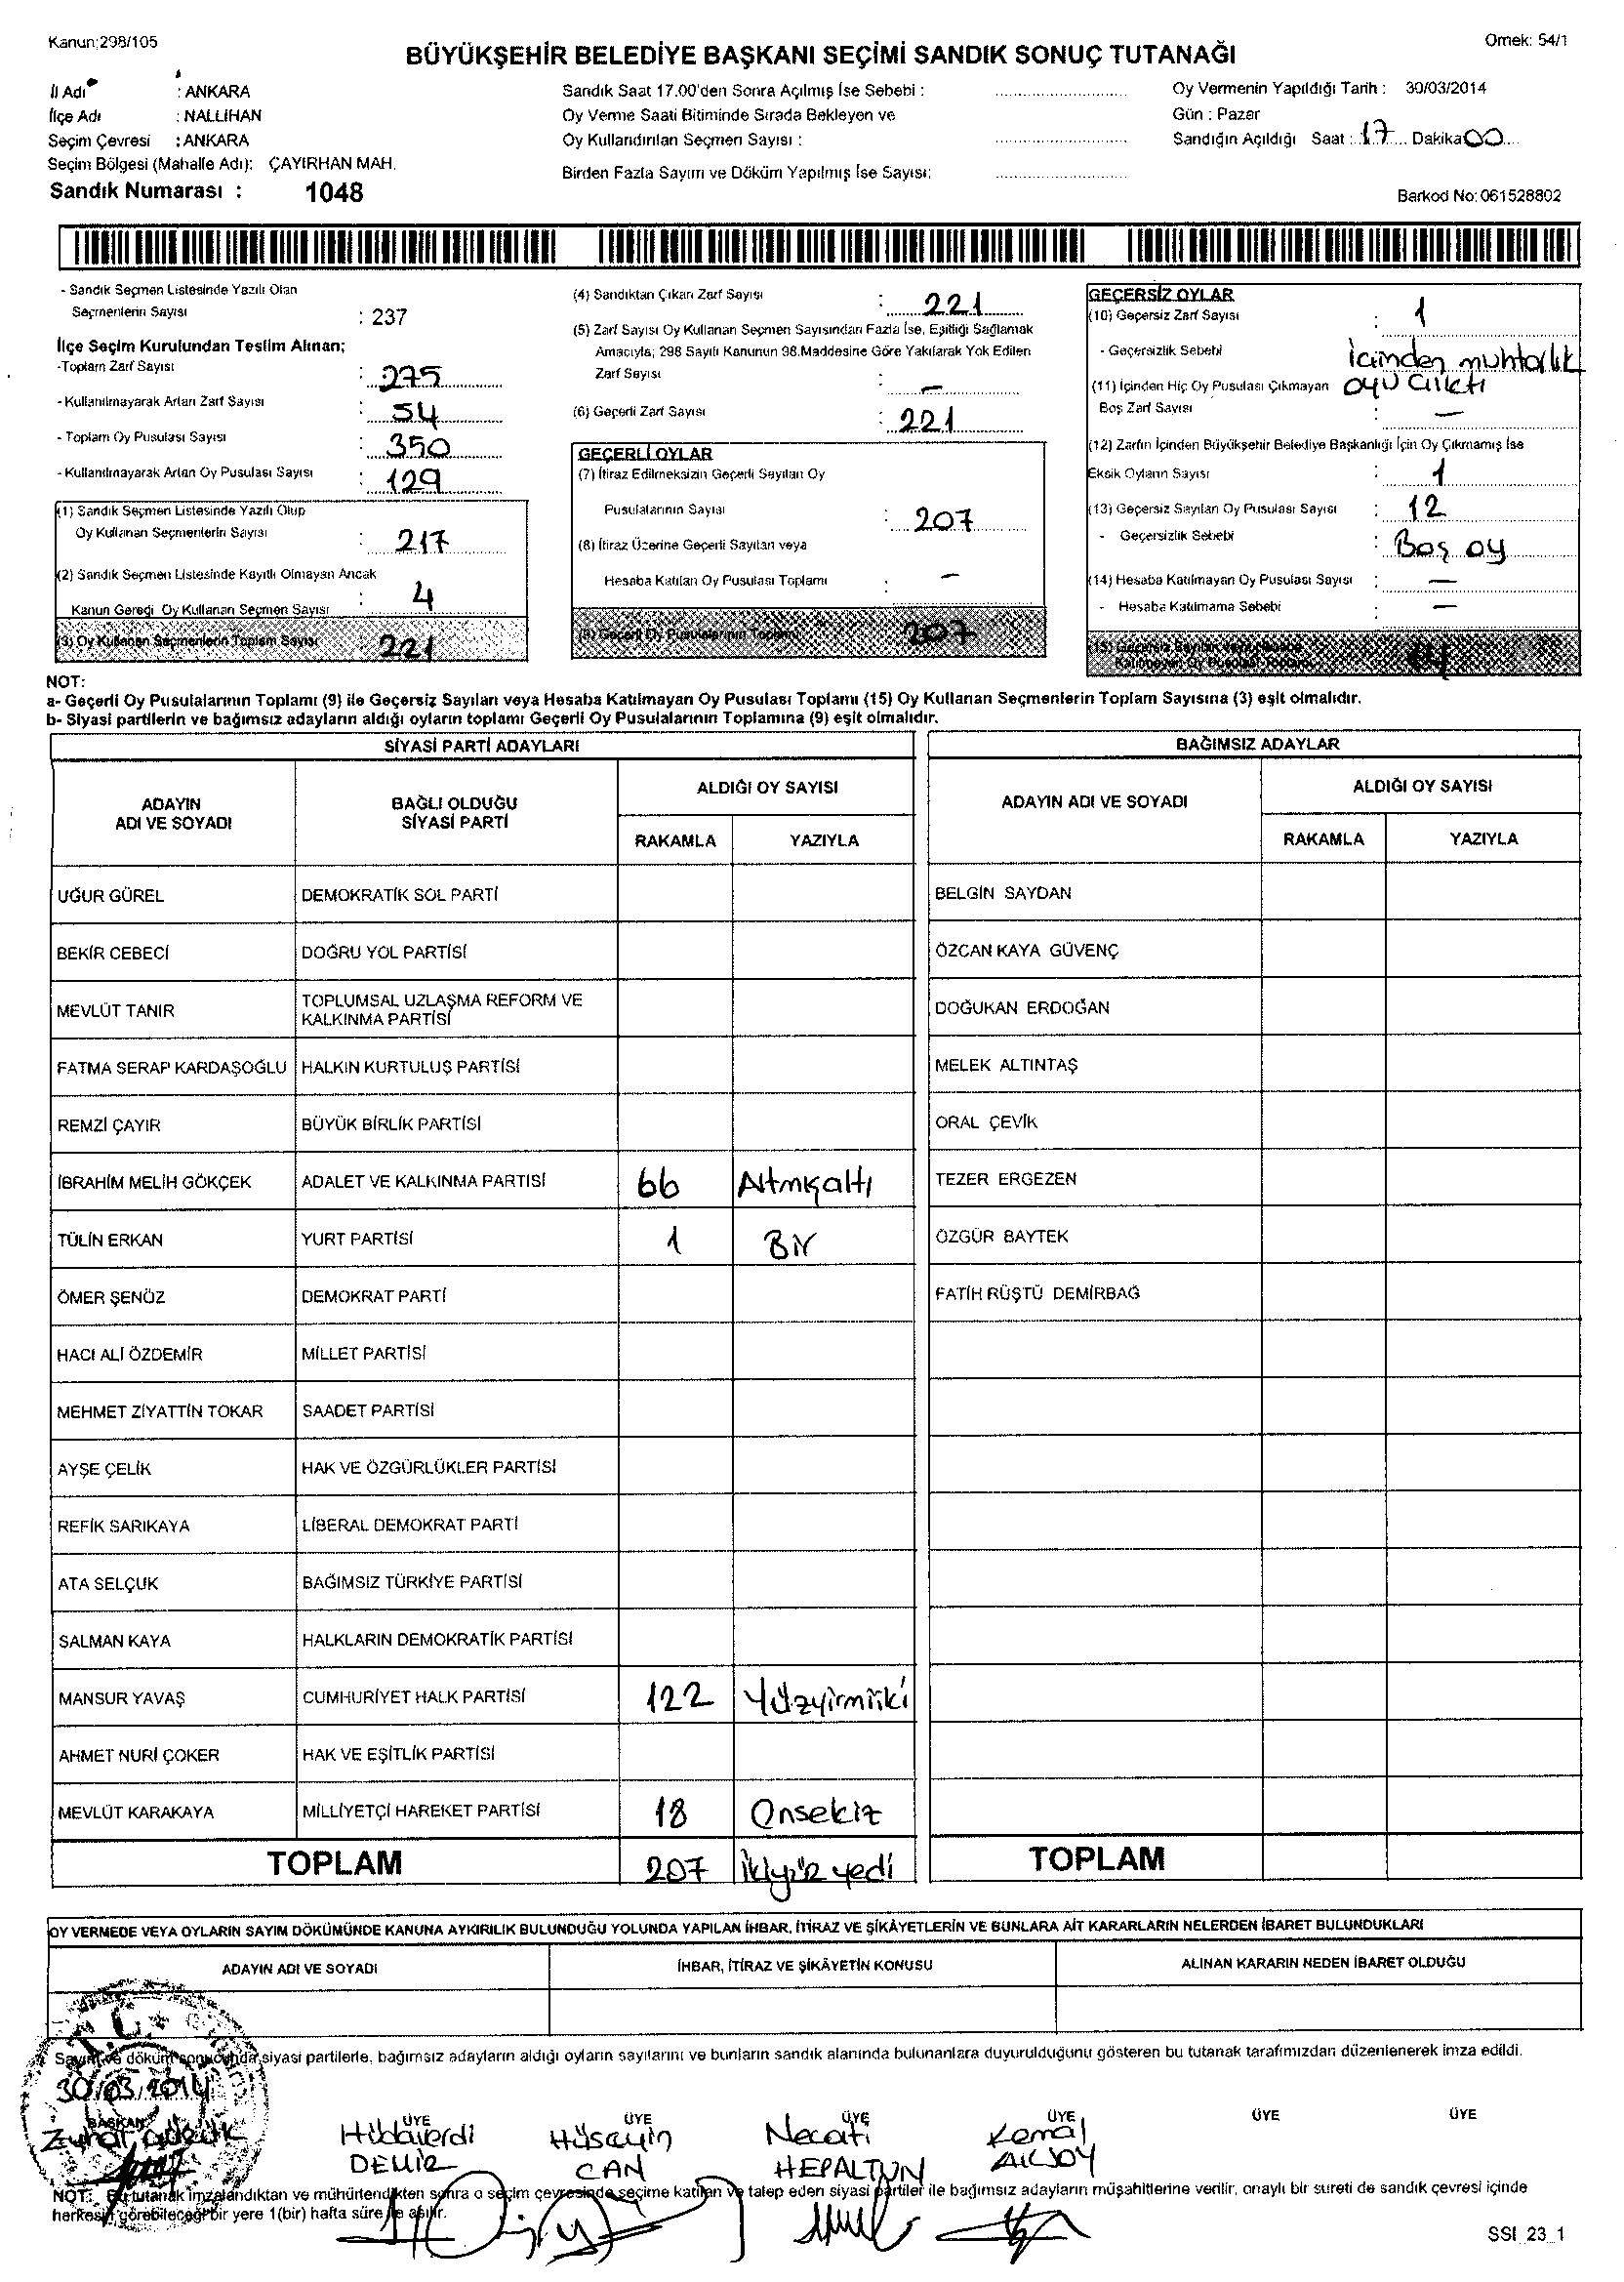 Kanun:298/105
Örnek: 54/1
BÜYÜKŞEHİR BELEDİYE BAŞKANI SEÇİMİ SANDIK SONUÇ TUTANAĞI
İl Adı : ANKARA
İlçe Adı : NALLIHAN
Seçim Çevresi : ANKARA
Seçim Bölgesi (Mahalle Adı): ÇAYIRHAN MAH.
Sandık Numarası : 1048
Sandık Saat 17.00'den Sonra Açılmış İse Sebebi :
Oy Verme Saati Bitiminde Sırada Bekleyen ve
Oy Kullandırılan Seçmen Sayısı :
Birden Fazla Sayım ve Döküm Yapılmış İse Sayısı:
Oy Vermenin Yapıldığı Tarih : 30/03/2014
Gün : Pazar
Sandığın Açıldığı Saat : 17 Dakika 00
Barkod No: 061528802
- Sandık Seçmen Listesinde Yazılı Olan
Seçmenlerin Sayısı : 237
İlçe Seçim Kurulundan Teslim Alınan;
-Toplam Zarf Sayısı : 275
- Kullanılmayarak Artan Zarf Sayısı : 54
- Toplam Oy Pusulası Sayısı : 350
- Kullanılmayarak Artan Oy Pusulası Sayısı : 129
(1) Sandık Seçmen Listesinde Yazılı Olup
Oy Kullanan Seçmenlerin Sayısı : 217
(2) Sandık Seçmen Listesinde Kayıtlı Olmayan Ancak
Kanun Gereği Oy Kullanan Seçmen Sayısı : 4
(3) Oy Kullanan Seçmenlerin Toplam Sayısı 221
(4) Sandıktan Çıkan Zarf Sayısı : 221
(5) Zarf Sayısı Oy Kullanan Seçmen Sayısından Fazla İse, Eşitliği Sağlamak
Amacıyla; 298 Sayılı Kanunun 98.Maddesine Göre Yakılarak Yok Edilen
Zarf Sayısı : -
(6) Geçerli Zarf Sayısı : 221
GEÇERLİ OYLAR
(7) İtiraz Edilmeksizin Geçerli Sayılan Oy
Pusulalarının Sayısı : 207
(8) İtiraz Üzerine Geçerli Sayılan veya
Hesaba Katılan Oy Pusulası Toplamı : -
(9) Geçerli Oy Pusulalarının Toplamı 207
GEÇERSİZ OYLAR
(10) Geçersiz Zarf Sayısı : 1
- Geçersizlik Sebebi İcinden muhtarlık
oyu Cıktı
(11) İçinden Hiç Oy Pusulası Çıkmayan
Boş Zarf Sayısı : -
(12) Zarfın İçinden Büyükşehir Belediye Başkanlığı İçin Oy Çıkmamış İse
Eksik Oyların Sayısı : 1
(13) Geçersiz Sayılan Oy Pusulası Sayısı : 12
- Geçersizlik Sebebi : Boş oy
(14) Hesaba Katılmayan Oy Pusulası Sayısı : -
- Hesaba Katılmama Sebebi : -
(15) Geçersiz Sayılan veya Hesaba
Katılmayan Oy Pusulası Toplamı 14
NOT:
a- Geçerli Oy Pusulalarının Toplamı (9) ile Geçersiz Sayılan veya Hesaba Katılmayan Oy Pusulası Toplamı (15) Oy Kullanan Seçmenlerin Toplam Sayısına (3) eşit olmalıdır.
b- Siyasi partilerin ve bağımsız adayların aldığı oyların toplamı Geçerli Oy Pusulalarının Toplamına (9) eşit olmalıdır.
SİYASİ PARTİ ADAYLARI
ADAYIN
ADI VE SOYADI
BAĞLI OLDUĞU
SİYASİ PARTİ
ALDIĞI OY SAYISI
RAKAMLA YAZIYLA
UĞUR GÜREL DEMOKRATİK SOL PARTİ
BEKİR CEBECİ DOĞRU YOL PARTİSİ
MEVLÜT TANIR TOPLUMSAL UZLAŞMA REFORM VE
KALKINMA PARTİSİ
FATMA SERAP KARDAŞOĞLU HALKIN KURTULUŞ PARTİSİ
REMZİ ÇAYIR BÜYÜK BİRLİK PARTİSİ
İBRAHİM MELİH GÖKÇEK ADALET VE KALKINMA PARTİSİ 66 Atmışaltı
TÜLİN ERKAN YURT PARTİSİ 1 Bir
ÖMER ŞENÖZ DEMOKRAT PARTİ
HACI ALİ ÖZDEMİR MİLLET PARTİSİ
MEHMET ZİYATTİN TOKAR SAADET PARTİSİ
AYŞE ÇELİK HAK VE ÖZGÜRLÜKLER PARTİSİ
REFİK SARIKAYA LİBERAL DEMOKRAT PARTİ
ATA SELÇUK BAĞIMSIZ TÜRKİYE PARTİSİ
SALMAN KAYA HALKLARIN DEMOKRATİK PARTİSİ
MANSUR YAVAŞ CUMHURİYET HALK PARTİSİ 122 Yüzyirmiiki
AHMET NURİ ÇOKER HAK VE EŞİTLİK PARTİSİ
MEVLÜT KARAKAYA MİLLİYETÇİ HAREKET PARTİSİ 18 Onsekiz
TOPLAM 207 İkiyüz yedi
BAĞIMSIZ ADAYLAR
ADAYIN ADI VE SOYADI
ALDIĞI OY SAYISI
RAKAMLA YAZIYLA
BELGİN SAYDAN
ÖZCAN KAYA GÜVENÇ
DOĞUKAN ERDOĞAN
MELEK ALTINTAŞ
ORAL ÇEVİK
TEZER ERGEZEN
ÖZGÜR BAYTEK
FATİH RÜŞTÜ DEMİRBAĞ
TOPLAM
OY VERMEDE VEYA OYLARIN SAYIM DÖKÜMÜNDE KANUNA AYKIRILIK BULUNDUĞU YOLUNDA YAPILAN İHBAR, İTİRAZ VE ŞİKÂYETLERİN VE BUNLARA AİT KARARLARIN NELERDEN İBARET BULUNDUKLARI
ADAYIN ADI VE SOYADI
İHBAR, İTİRAZ VE ŞİKÂYETİN KONUSU
ALINAN KARARIN NEDEN İBARET OLDUĞU
T.C.
Sayım ve döküm sonucunda siyasi partilerle, bağımsız adayların aldığı oyların sayılarını ve bunların sandık alanında bulunanlara duyurulduğunu gösteren bu tutanak tarafımızdan düzenlenerek imza edildi.
30/03/2014
BAŞKAN ÜYE ÜYE ÜYE ÜYE ÜYE ÜYE
Hüdaverdi Hüseyin Necati Kemal
DEMİR CAN HEPALTUN AKSOY
NOT: Bu tutanak imzalandıktan ve mühürlendikten sonra o seçim çevresinde seçime katılan ve talep eden siyasi partiler ile bağımsız adayların müşahitlerine verilir, onaylı bir sureti de sandık çevresi içinde
herkesin görebileceği bir yere 1(bir) hafta süre ile asılır.
SSI_23_1